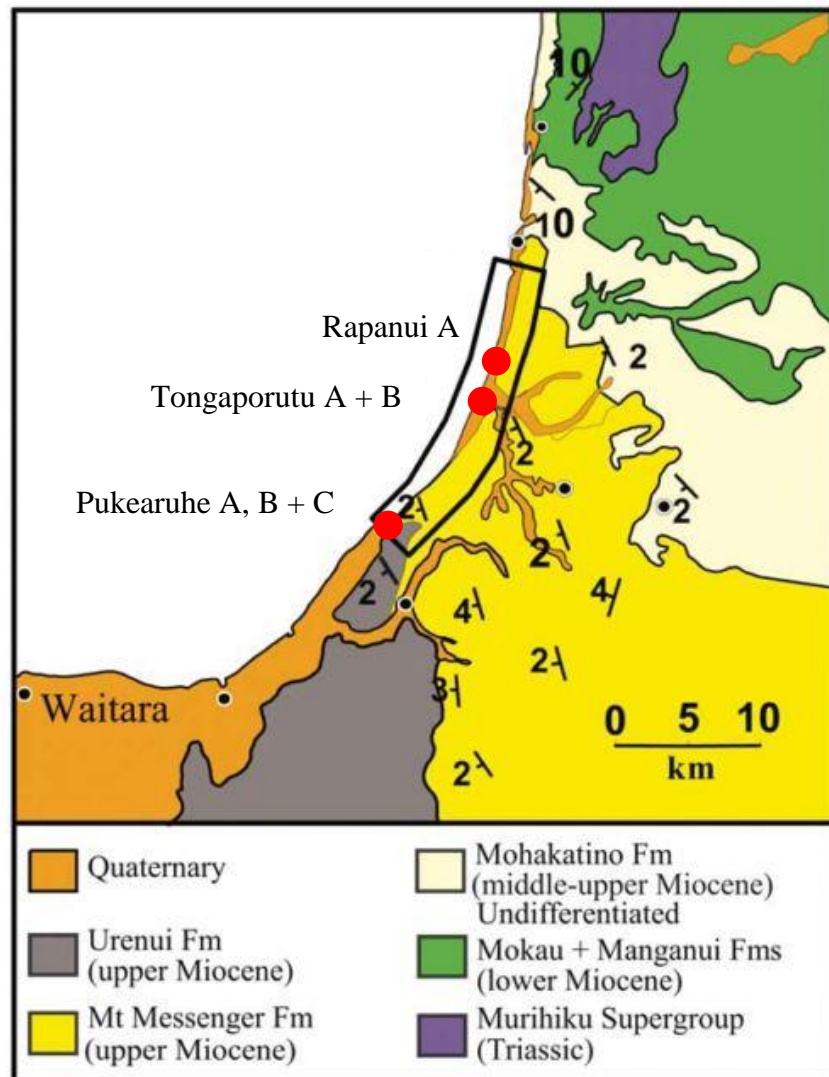 10
10
Rapanui A
2
Tongaporutu A + B
2
Pukearuhe A, B + C
2
2
2
2
4
4
2
3
Waitara
0 5 10
km
2
Quaternary
Urenui Fm
(upper Miocene)
Mt Messenger Fm
(upper Miocene)
Mohakatino Fm
(middle-upper Miocene)
Undifferentiated
Mokau + Manganui Fms
(lower Miocene)
Murihiku Supergroup
(Triassic)